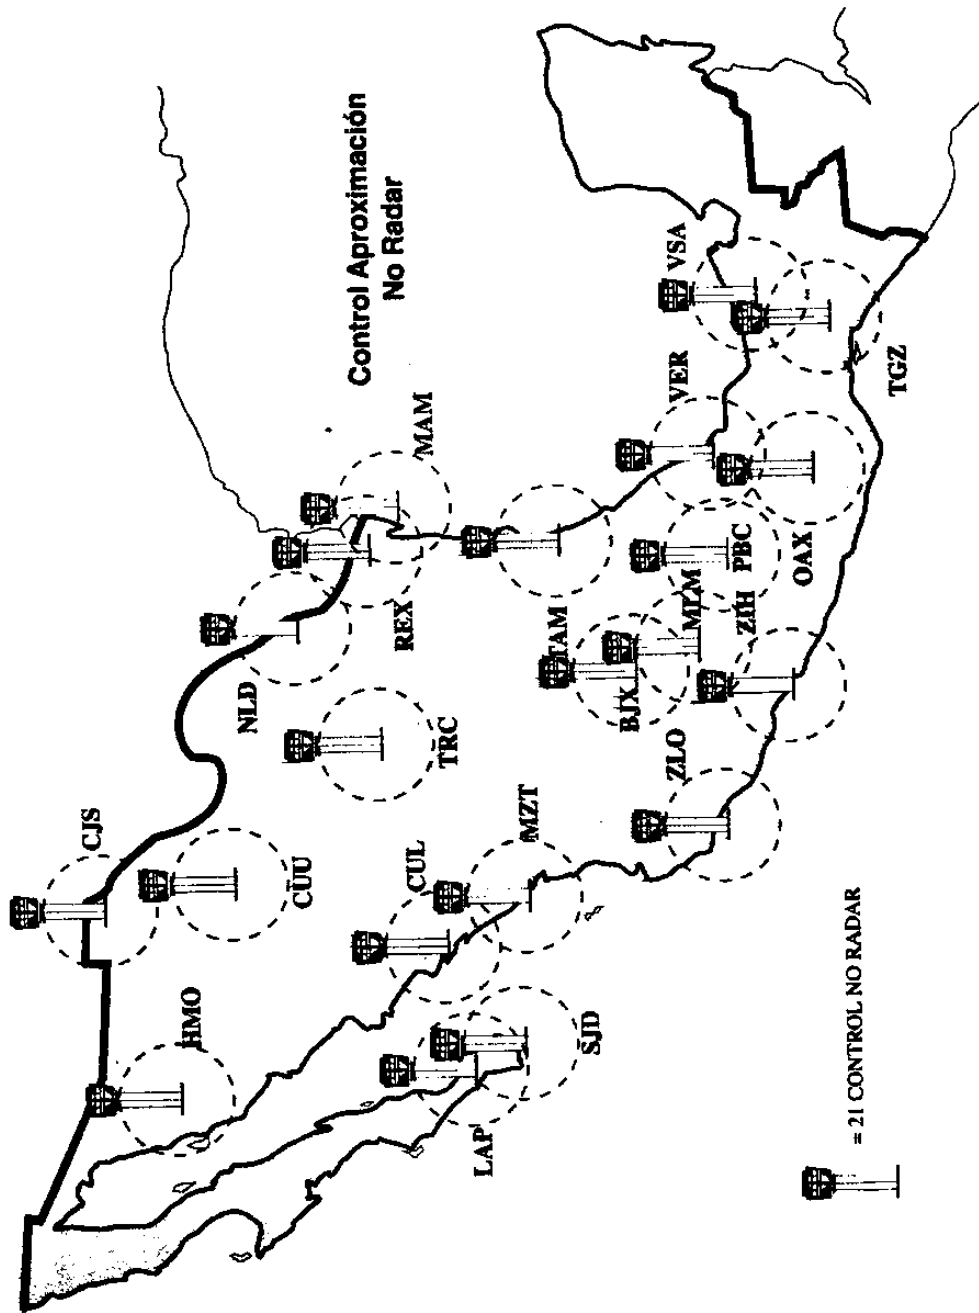 Control Aproximación
No Radar
CJS
HMO
CUU
NLD
MAM
REX
TRC
CUL
MZT
LAP
SJD
TAM
BJX
MLM
ZLO
ZIH
PBC
OAX
VER
VSA
TGZ
= 21 CONTROL NO RADAR